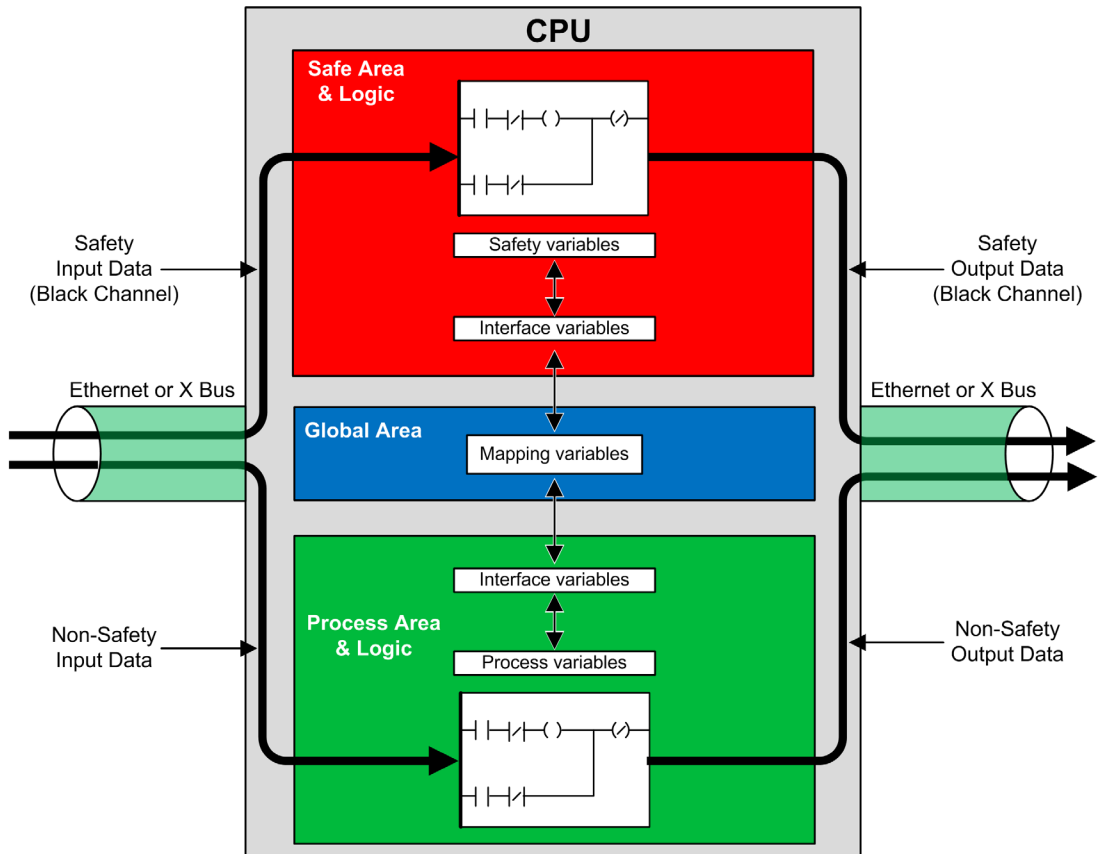 CPU
Safe Area
& Logic
Safety variables
Interface variables
Safety
Input Data
(Black Channel)
Safety
Output Data
(Black Channel)
Ethernet or X Bus
Ethernet or X Bus
Global Area
Mapping variables
Interface variables
Process Area
& Logic
Process variables
Non-Safety
Input Data
Non-Safety
Output Data